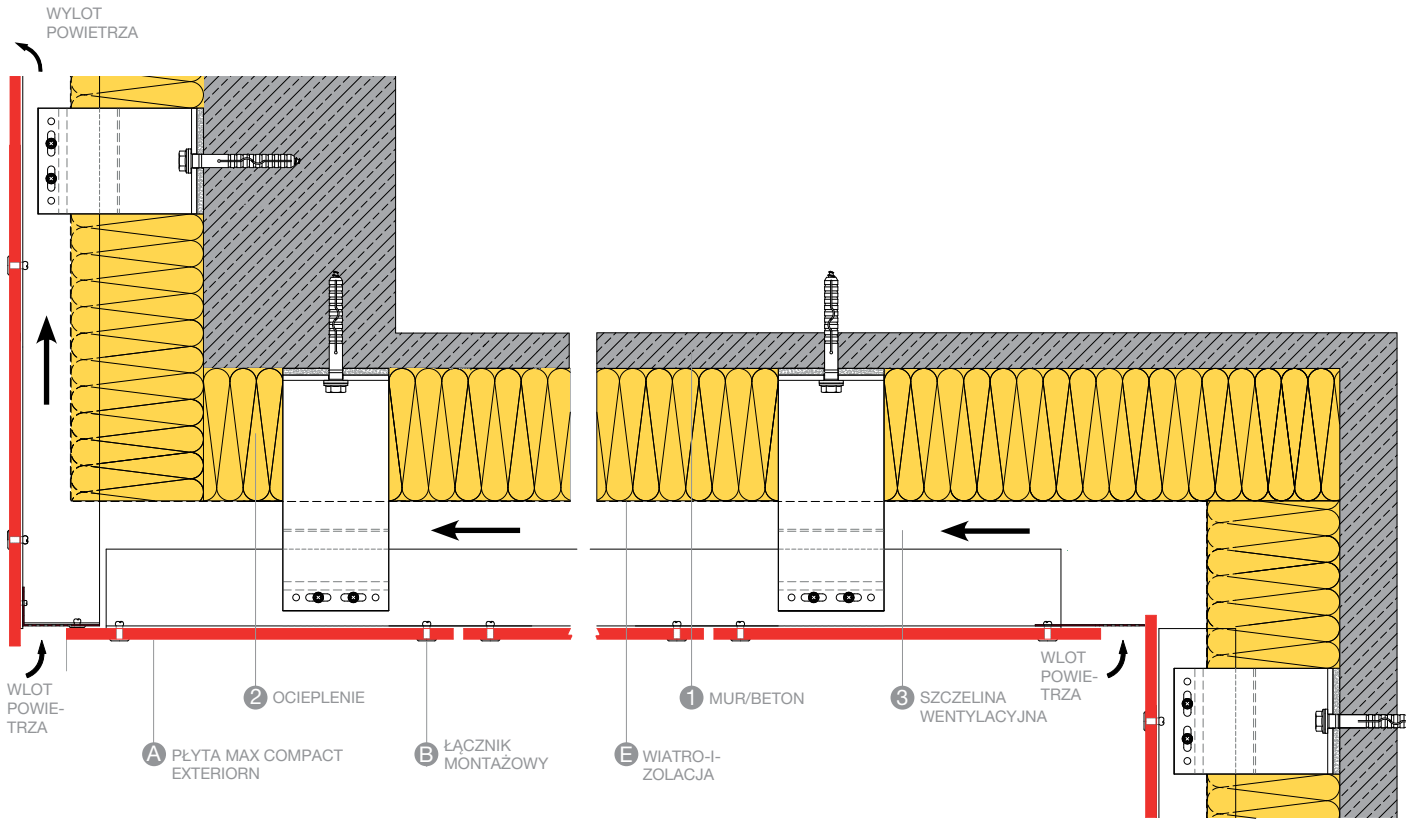 WYLOT
POWIETRZA
WLOT
POWIE-
TRZA
2 OCIEPLENIE
1 MUR/BETON
3 SZCZELINA
WENTYLACYJNA
WLOT
POWIE-
TRZA
A PŁYTA MAX COMPACT
EXTERIORN
B ŁĄCZNIK
MONTAŻOWY
E WIATRO-I-
ZOLACJA